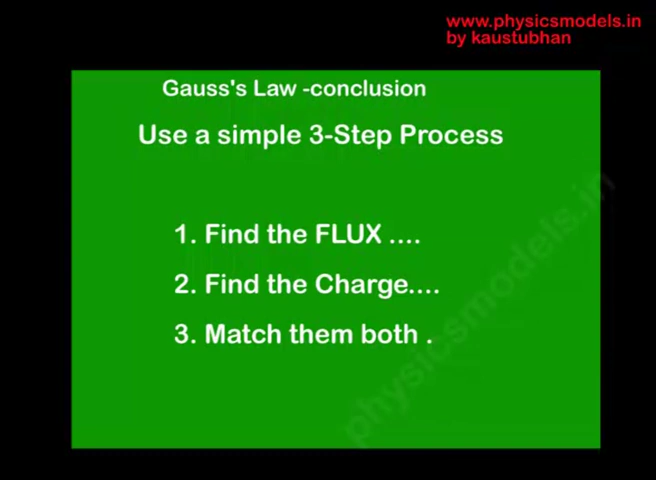 www.physicsmodels.in
by kaustubhan
Gauss's Law -conclusion
Use a simple 3-Step Process
1. Find the FLUX ....
2. Find the Charge....
3. Match them both .
physicsmodels.in